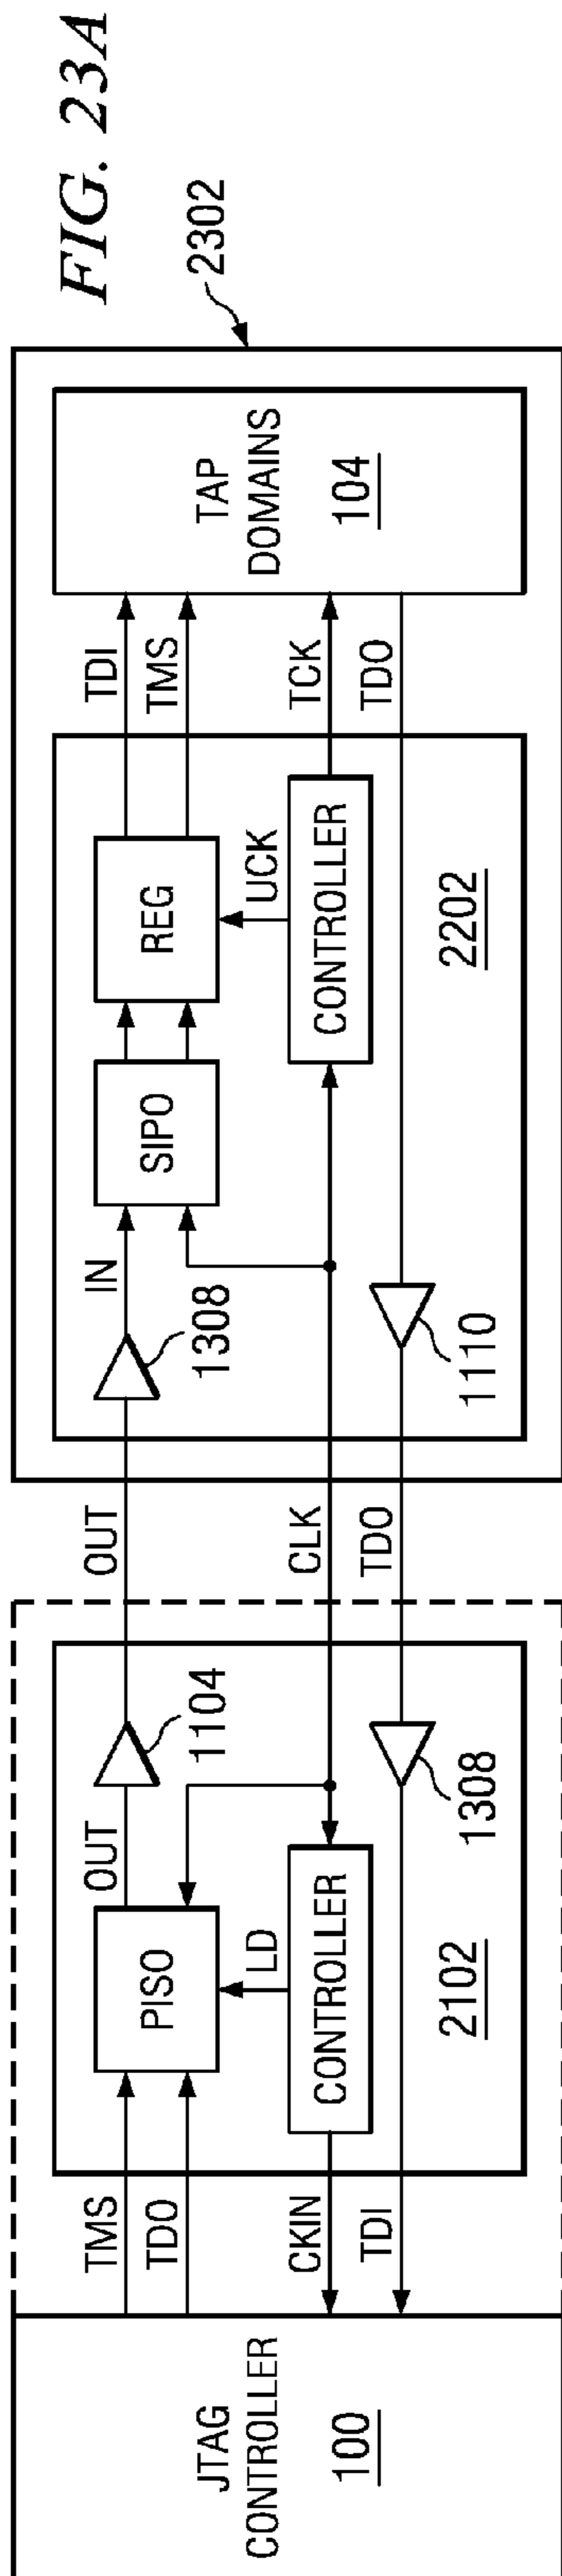 FIG. 23A
JTAG
CONTROLLER
100
TMS
TDO
CKIN
TDI
PISO
LD
CONTROLLER
2102
OUT
1104
1308
OUT
CLK
TDO
1308
IN
SIPO
REG
UCK
CONTROLLER
1110
2202
TDI
TMS
TCK
TDO
TAP
DOMAINS
104
2302